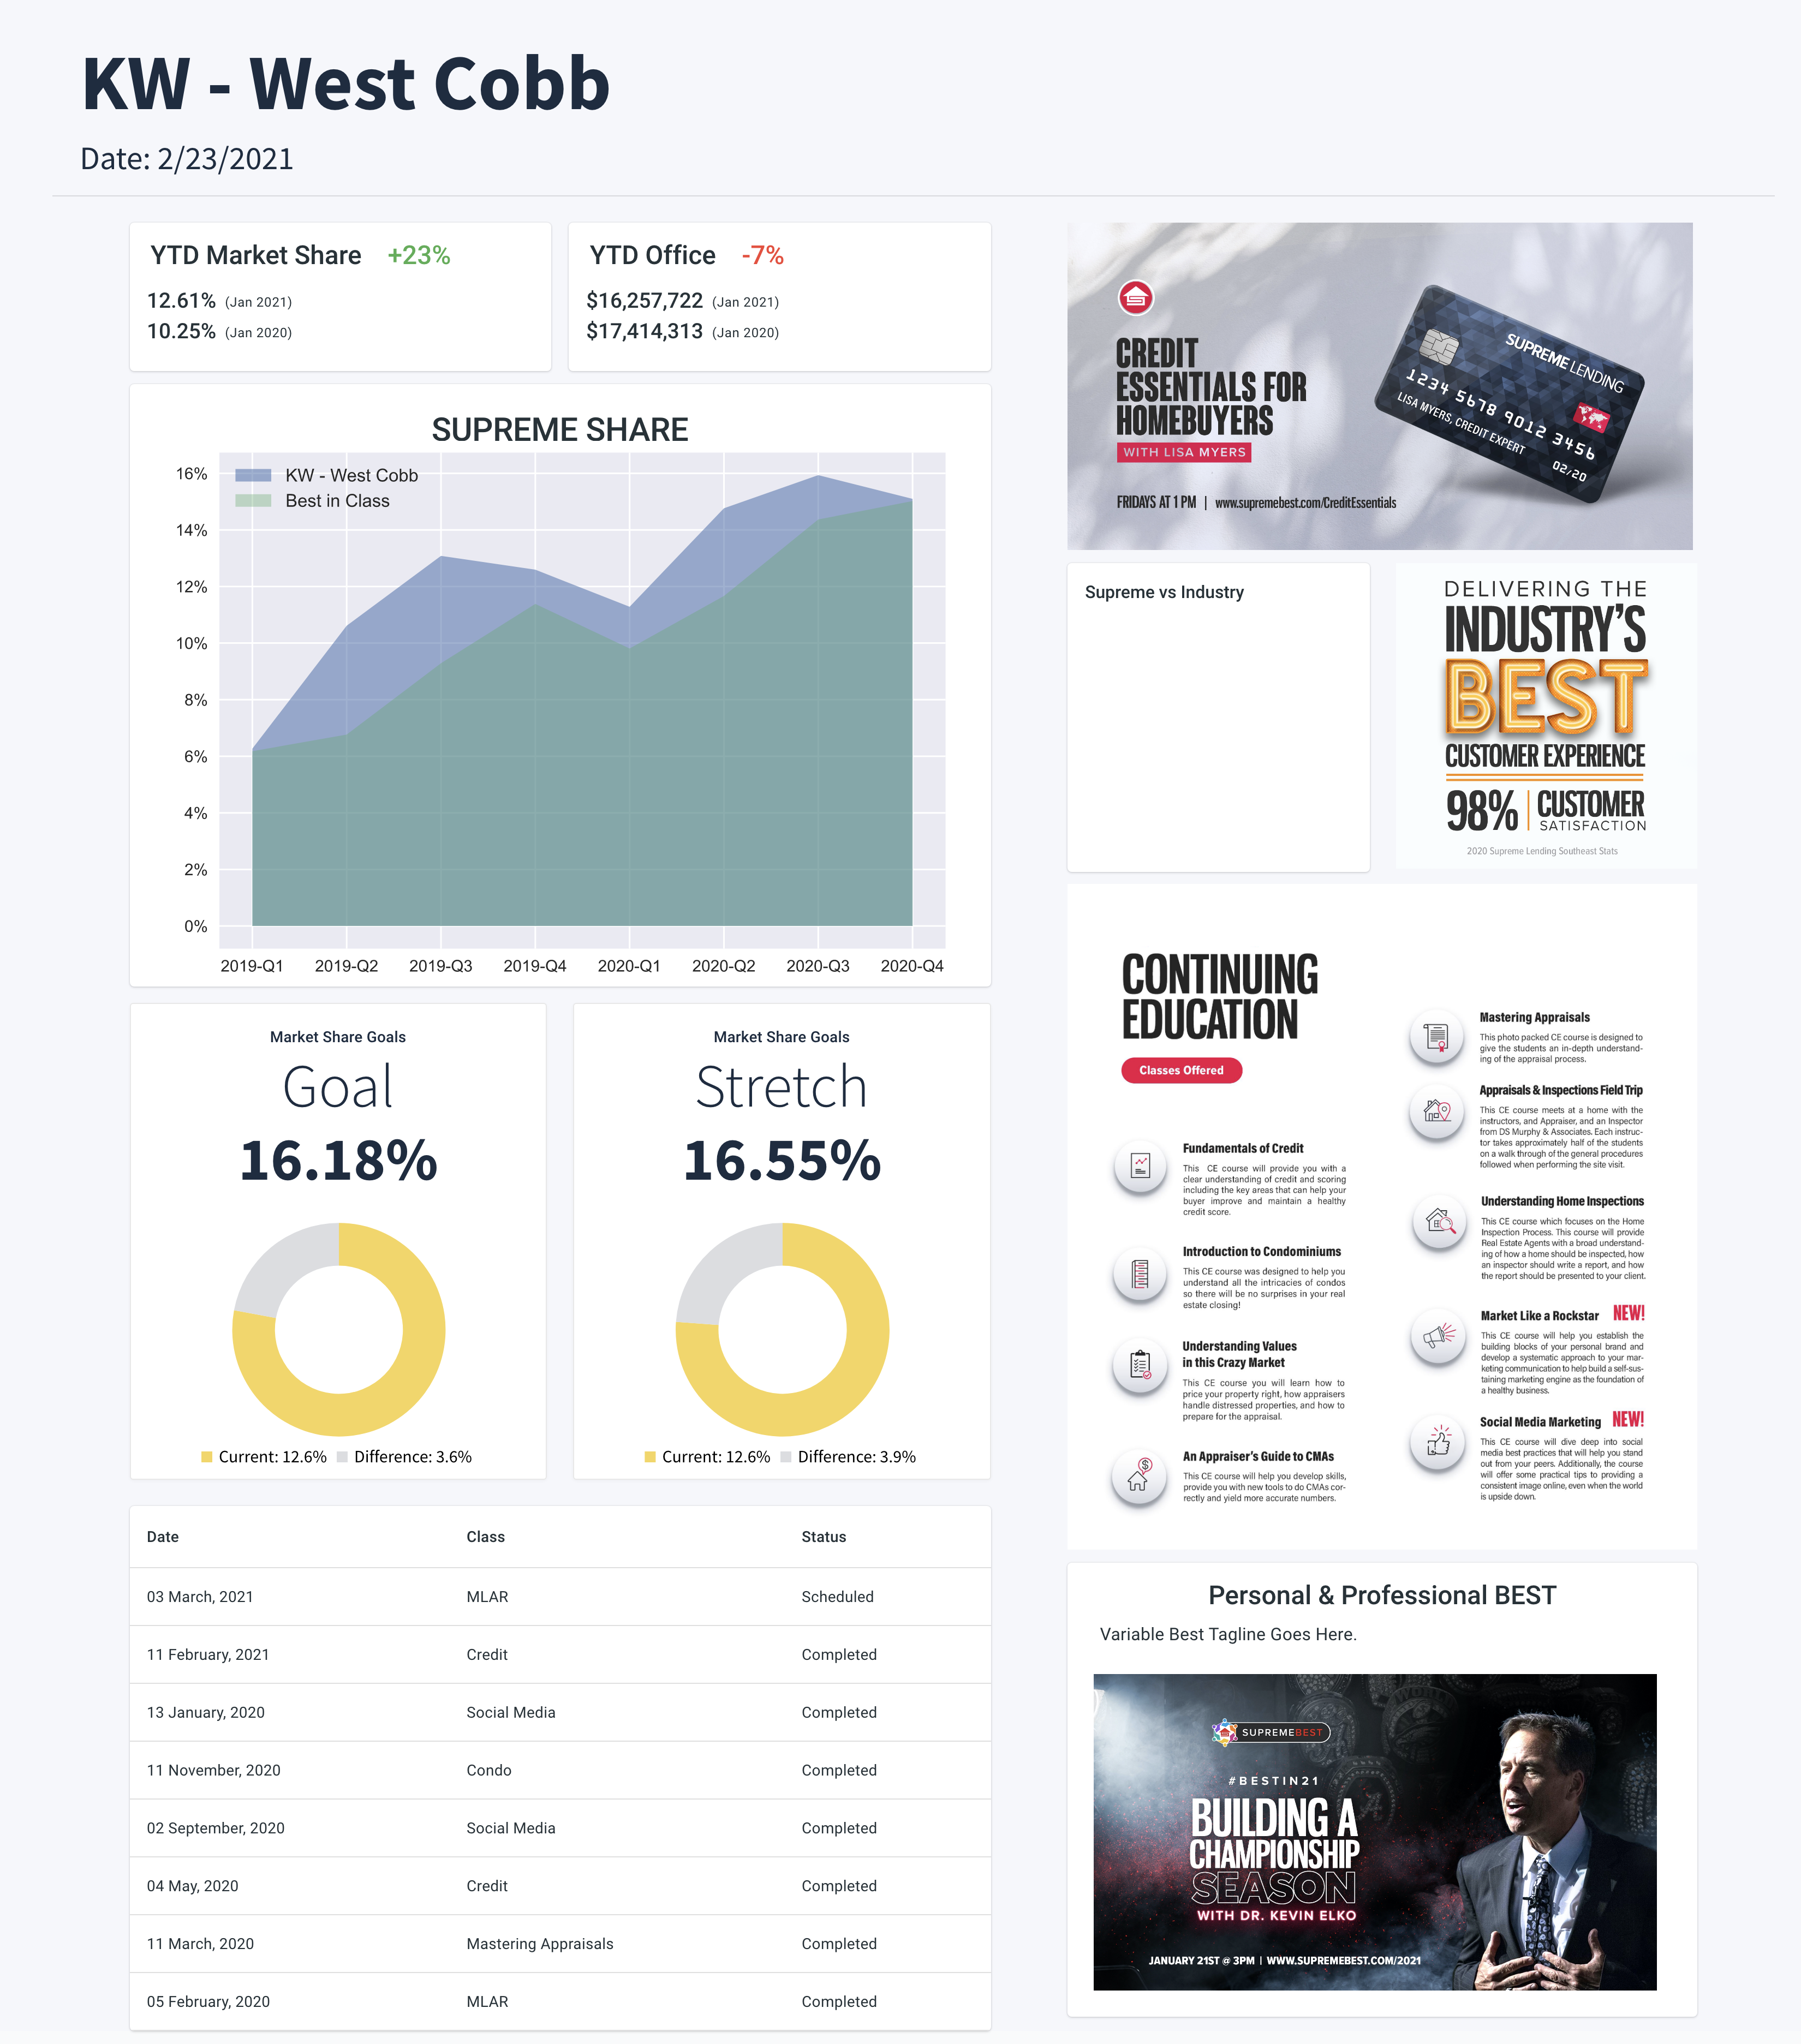 KW - West Cobb
Date: 2/23/2021
YTD Market Share +23%
12.61% (Jan 2021)
10.25% (Jan 2020)
YTD Office -7%
$16,257,722 (Jan 2021)
$17,414,313 (Jan 2020)
SUPREME SHARE
KW - West Cobb
Best in Class
16%
14%
12%
10%
8%
6%
4%
2%
0%
2019-Q1 2019-Q2 2019-Q3 2019-Q4 2020-Q1 2020-Q2 2020-Q3 2020-Q4
Market Share Goals
Goal
16.18%
Current: 12.6% Difference: 3.6%
Market Share Goals
Stretch
16.55%
Current: 12.6% Difference: 3.9%
Date Class Status
03 March, 2021 MLAR Scheduled
11 February, 2021 Credit Completed
13 January, 2020 Social Media Completed
11 November, 2020 Condo Completed
02 September, 2020 Social Media Completed
04 May, 2020 Credit Completed
11 March, 2020 Mastering Appraisals Completed
05 February, 2020 MLAR Completed
CREDIT
ESSENTIALS FOR
HOMEBUYERS
WITH LISA MYERS
FRIDAYS AT 1 PM | www.supremebest.com/CreditEssentials
SUPREME LENDING
1234 5678 9012 3456
LISA MYERS, CREDIT EXPERT
02/20
Supreme vs Industry
DELIVERING THE
INDUSTRY'S
BEST
CUSTOMER EXPERIENCE
98% | CUSTOMER
SATISFACTION
2020 Supreme Lending Southeast Stats
CONTINUING
EDUCATION
Classes Offered
Fundamentals of Credit
This CE course will provide you with a
clear understanding of credit and scoring
including the key areas that can help your
buyer improve and maintain a healthy
credit score.
Introduction to Condominiums
This CE course was designed to help you
understand all the intricacies of condos
so there will be no surprises in your real
estate closing!
Understanding Values
in this Crazy Market
This CE course you will learn how to
price your property right, how appraisers
handle distressed properties, and how to
prepare for the appraisal.
An Appraiser's Guide to CMAs
This CE course will help you develop skills,
provide you with new tools to do CMAs cor-
rectly and yield more accurate numbers.
Mastering Appraisals
This photo packed CE course is designed to
give the students an in-depth understand-
ing of the appraisal process.
Appraisals & Inspections Field Trip
This CE course meets at a home with the
instructors, and Appraiser, and an Inspector
from DS Murphy & Associates. Each instruc-
tor takes approximately half of the students
on a walk through of the general procedures
followed when performing the site visit.
Understanding Home Inspections
This CE course which focuses on the Home
Inspection Process. This course will provide
Real Estate Agents with a broad understand-
ing of how a home should be inspected, how
an inspector should write a report, and how
the report should be presented to your client.
Market Like a Rockstar NEW!
This CE course will help you establish the
building blocks of your personal brand and
develop a systematic approach to your mar-
keting communication to help build a self-sus-
taining marketing engine as the foundation of
a healthy business.
Social Media Marketing NEW!
This CE course will dive deep into social
media best practices that will help you stand
out from your peers. Additionally, the course
will offer some practical tips to providing a
consistent image online, even when the world
is upside down.
Personal & Professional BEST
Variable Best Tagline Goes Here.
SUPREMEBEST
#BESTIN21
BUILDING A
CHAMPIONSHIP
SEASON
WITH DR. KEVIN ELKO
JANUARY 21ST @ 3PM | WWW.SUPREMEBEST.COM/2021